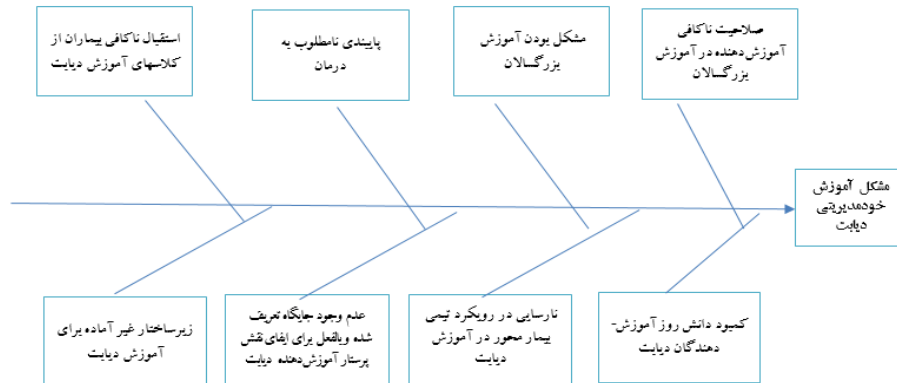 صلاحیت ناکافی
آموزش‌دهنده در آموزش
بزرگسالان
مشکل بودن آموزش
بزرگسالان
پایبندی نامطلوب به
درمان
استقبال ناکافی بیماران از
کلاسهای آموزش دیابت
مشکل آموزش
خودمدیریتی
دیابت
کمبود دانش روز آموزش-
دهندگان دیابت
نارسایی در رویکرد تیمی
بیمار محور در آموزش
دیابت
عدم وجود جایگاه تعریف
شده وبالفعل برای ایفای نقش
پرستار آموزش‌دهنده دیابت
زیرساختار غیر آماده برای
آموزش دیابت